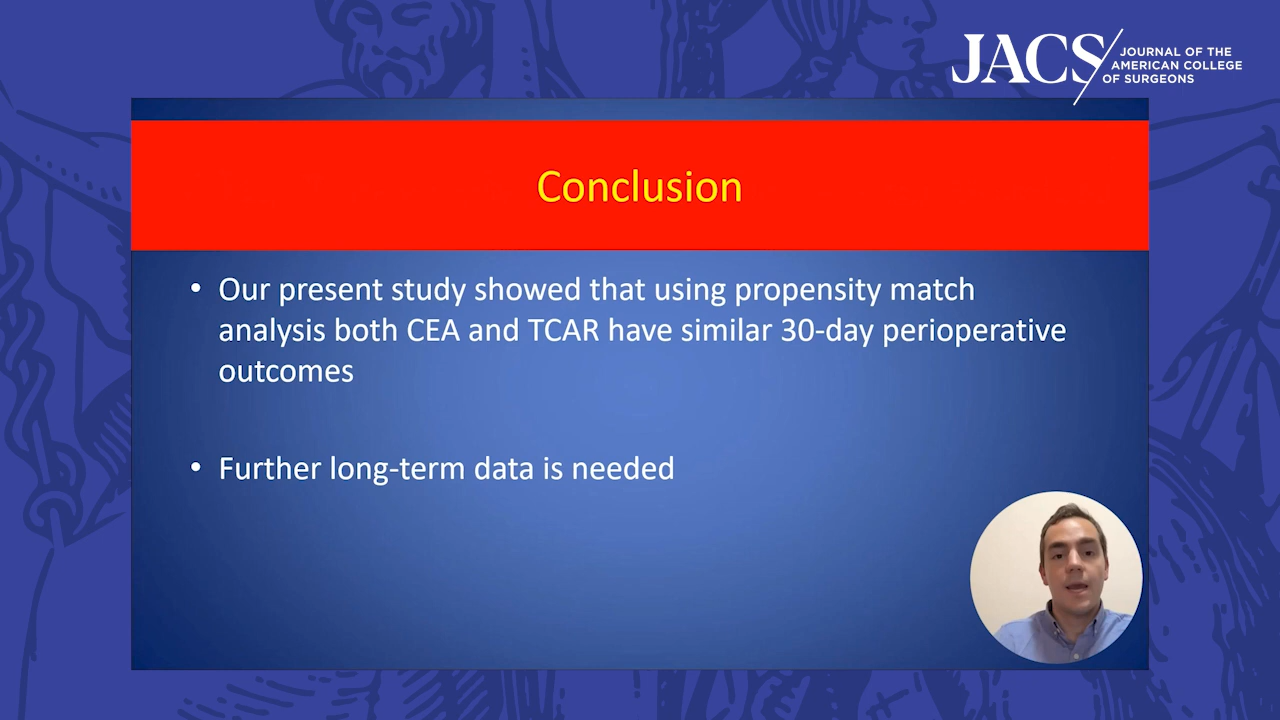 JACS
JOURNAL OF THE
AMERICAN COLLEGE
OF SURGEONS
Conclusion
• Our present study showed that using propensity match
analysis both CEA and TCAR have similar 30-day perioperative
outcomes
• Further long-term data is needed